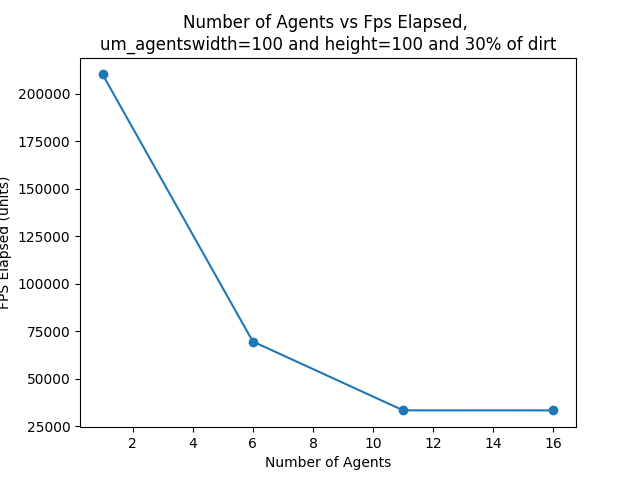 Number of Agents vs Fps Elapsed,
um_agentswidth=100 and height=100 and 30% of dirt
FPS Elapsed (units)
200000
175000
150000
125000
100000
75000
50000
25000
2 4 6 8 10 12 14 16
Number of Agents